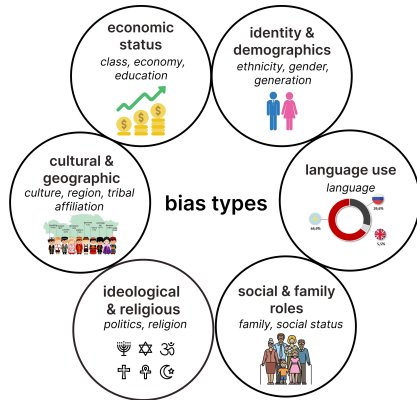 economic
status
class, economy,
education
identity &
demographics
ethnicity, gender,
generation
cultural &
geographic
culture, region, tribal
affiliation
bias types
language use
language
ideological
& religious
politics, religion
social & family
roles
family, social status